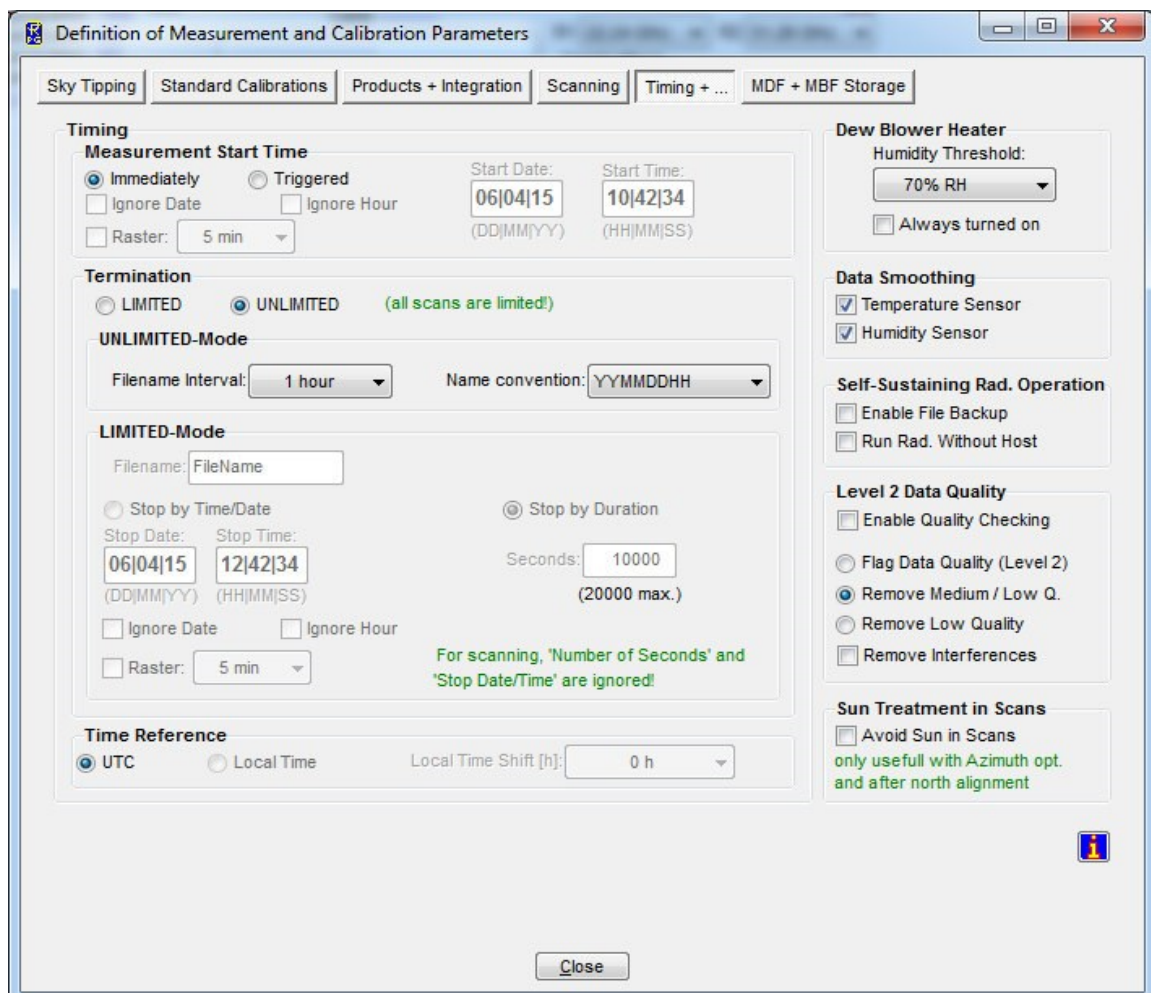 Definition of Measurement and Calibration Parameters
Sky Tipping
Standard Calibrations
Products + Integration
Scanning
Timing + ...
MDF + MBF Storage
Timing
Measurement Start Time
Immediately
Triggered
Ignore Date
Ignore Hour
Raster:
5 min
Start Date:
Start Time:
06|04|15
10|42|34
(DD|MM|YY)
(HH|MM|SS)
Termination
LIMITED
UNLIMITED
(all scans are limited!)
UNLIMITED-Mode
Filename Interval:
1 hour
Name convention:
YYMMDDHH
LIMITED-Mode
Filename:
FileName
Stop by Time/Date
Stop by Duration
Stop Date:
Stop Time:
06|04|15
12|42|34
(DD|MM|YY)
(HH|MM|SS)
Seconds:
10000
(20000 max.)
Ignore Date
Ignore Hour
Raster:
5 min
For scanning, 'Number of Seconds' and
'Stop Date/Time' are ignored!
Time Reference
UTC
Local Time
Local Time Shift [h]:
0 h
Dew Blower Heater
Humidity Threshold:
70% RH
Always turned on
Data Smoothing
Temperature Sensor
Humidity Sensor
Self-Sustaining Rad. Operation
Enable File Backup
Run Rad. Without Host
Level 2 Data Quality
Enable Quality Checking
Flag Data Quality (Level 2)
Remove Medium / Low Q.
Remove Low Quality
Remove Interferences
Sun Treatment in Scans
Avoid Sun in Scans
only usefull with Azimuth opt.
and after north alignment
i
Close